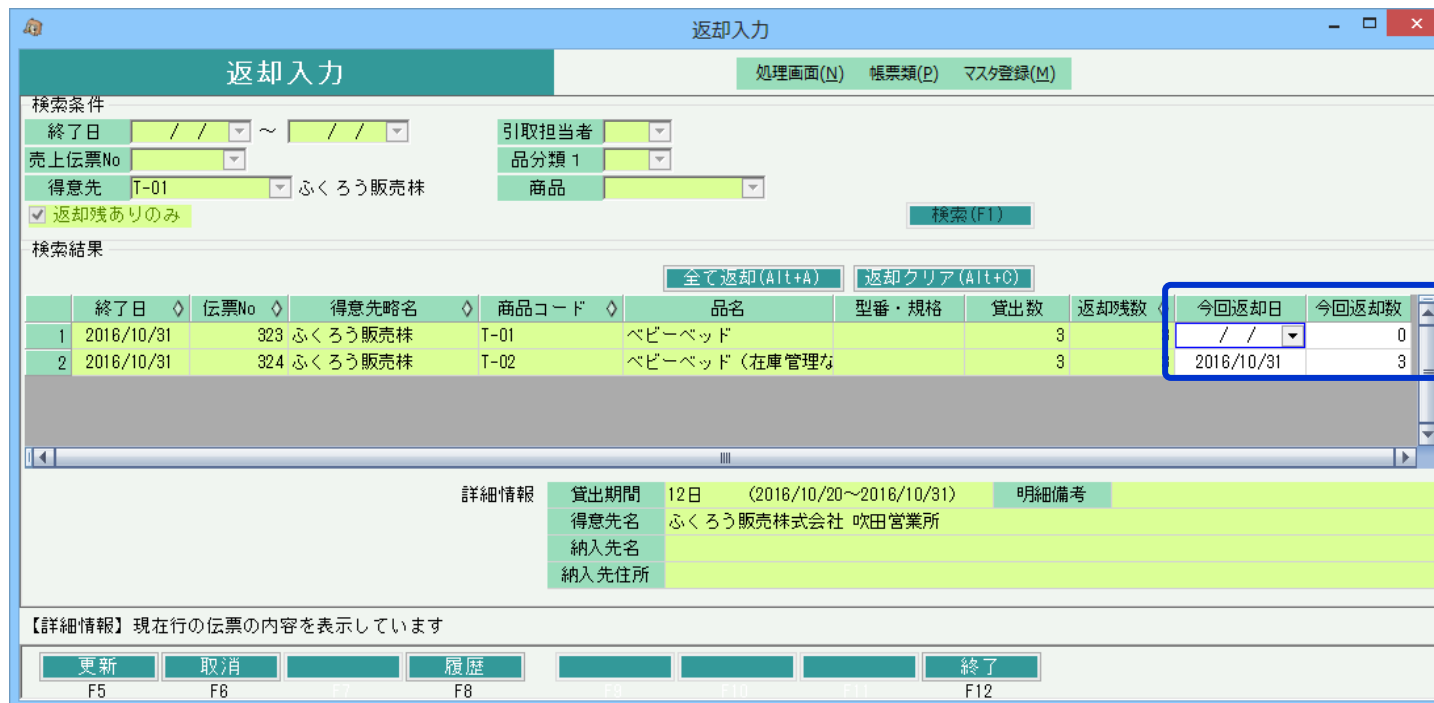 返却入力
返却入力 処理画面(N) 帳票類(P) マスタ登録(M)
検索条件
終了日 / / ～ / / 引取担当者
売上伝票No 品分類1
得意先 T-01 ふくろう販売株 商品
返却残ありのみ 検索(F1)
検索結果
全て返却(Alt+A) 返却クリア(Alt+C)
終了日 伝票No 得意先略名 商品コード 品名 型番・規格 貸出数 返却残数 今回返却日 今回返却数
1 2016/10/31 323 ふくろう販売株 T-01 ベビーベッド 3 / / 0
2 2016/10/31 324 ふくろう販売株 T-02 ベビーベッド（在庫管理な 3 2016/10/31 3
詳細情報 貸出期間 12日 (2016/10/20～2016/10/31) 明細備考
得意先名 ふくろう販売株式会社 吹田営業所
納入先名
納入先住所
【詳細情報】現在行の伝票の内容を表示しています
更新 取消 履歴 終了
F5 F6 F7 F8 F9 F10 F11 F12